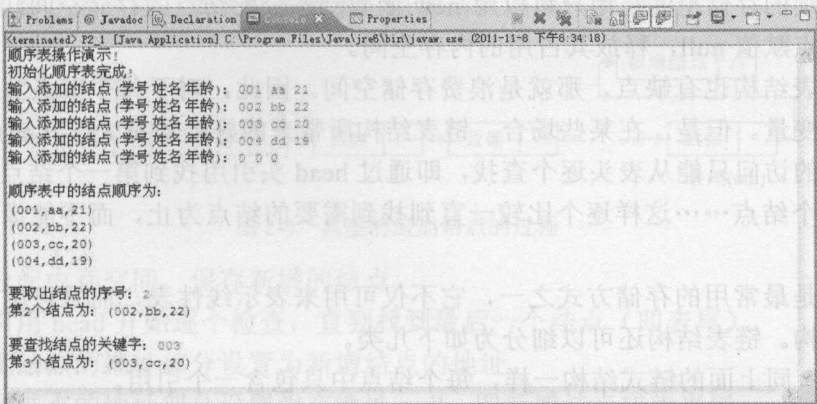 Problems @ Javadoc Declaration Console Properties
<terminated> P2_1 [Java Application] C:\Program Files\Java\jre6\bin\javaw.exe (2011-11-8 下午8:34:18)
顺序表操作演示!
初始化顺序表完成!
输入添加的结点(学号 姓名 年龄): 001 aa 21
输入添加的结点(学号 姓名 年龄): 002 bb 22
输入添加的结点(学号 姓名 年龄): 003 cc 20
输入添加的结点(学号 姓名 年龄): 004 dd 19
输入添加的结点(学号 姓名 年龄): 0 0 0
顺序表中的结点顺序为:
(001,aa,21)
(002,bb,22)
(003,cc,20)
(004,dd,19)
要取出结点的序号: 2
第2个结点为: (002,bb,22)
要查找结点的关键字: 003
第3个结点为: (003,cc,20)